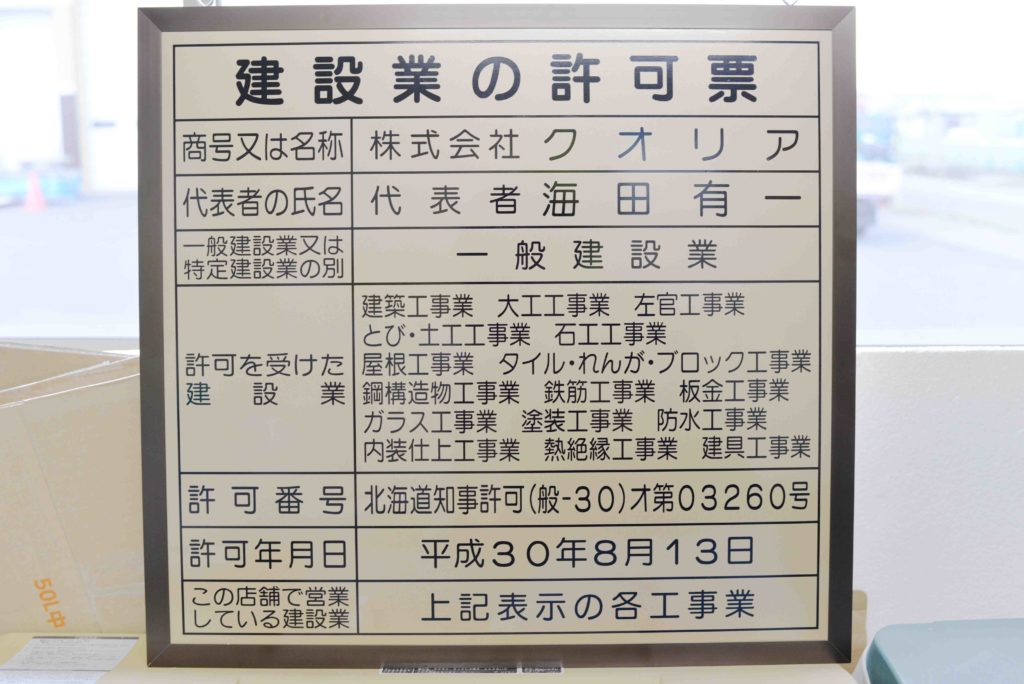 建設業の許可票
商号又は名称 株式会社 クオリア
代表者の氏名 代表者 海田有一
一般建設業又は
特定建設業の別
一般建設業
許可を受けた
建設業
建築工事業 大工工事業 左官工事業
とび・土工工事業 石工工事業
屋根工事業 タイル・れんが・ブロック工事業
鋼構造物工事業 鉄筋工事業 板金工事業
ガラス工事業 塗装工事業 防水工事業
内装仕上工事業 熱絶縁工事業 建具工事業
許可番号 北海道知事許可(般-30)才第03260号
許可年月日 平成30年8月13日
この店舗で営業
している建設業
上記表示の各工事業
50L中